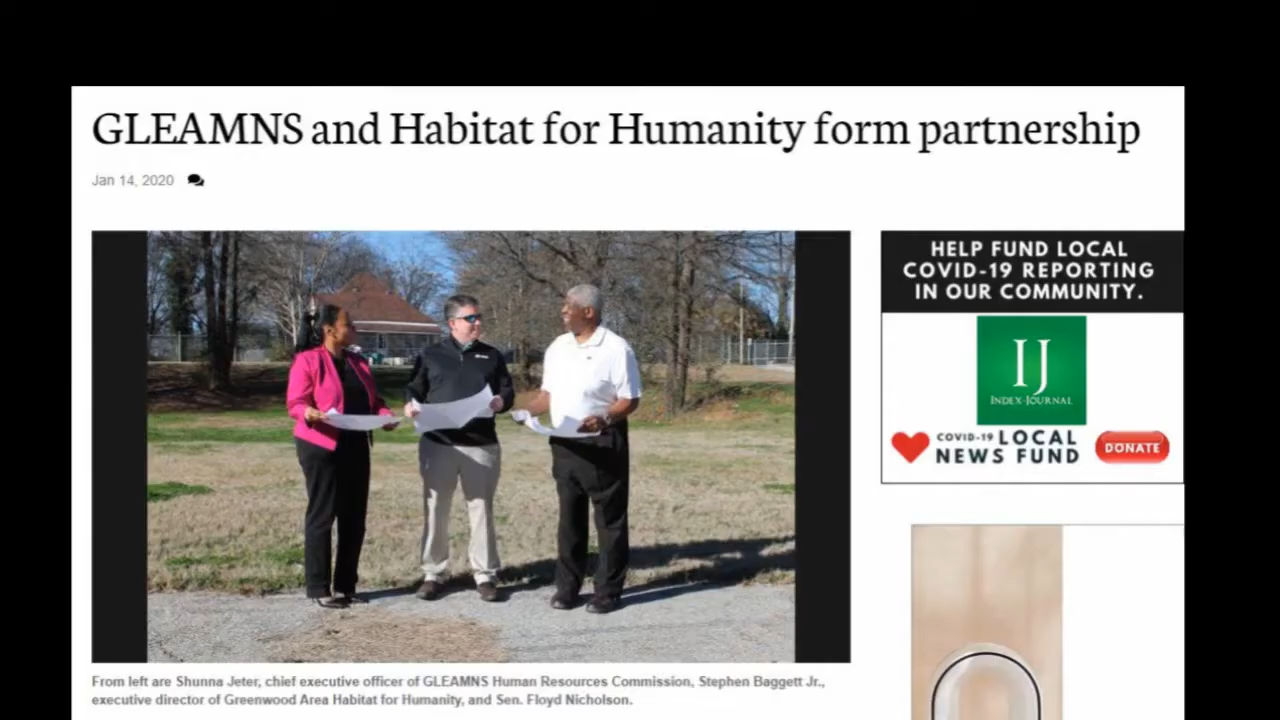 GLEAMNS and Habitat for Humanity form partnership
Jan 14, 2020
HELP FUND LOCAL
COVID-19 REPORTING
IN OUR COMMUNITY.
IJ
INDEX-JOURNAL
COVID-19 LOCAL
NEWS FUND
DONATE
From left are Shunna Jeter, chief executive officer of GLEAMNS Human Resources Commission, Stephen Baggett Jr.,
executive director of Greenwood Area Habitat for Humanity, and Sen. Floyd Nicholson.